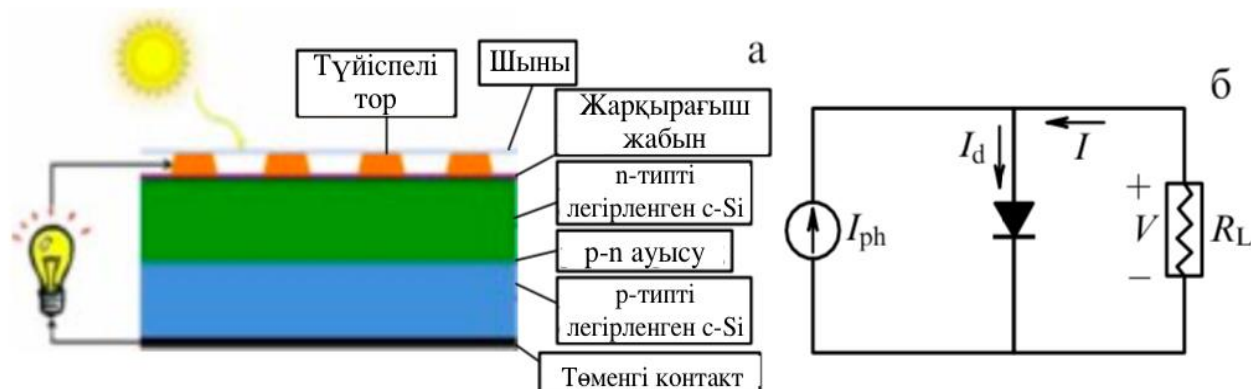 Түйіспелі
тор
Шыны
а
Жарқырағыш
жабын
n-типті
легірленген c-Si
p-n ауысу
p-типті
легірленген c-Si
Төменгі контакт
б
I_d
I
I_ph
+
V
−
R_L